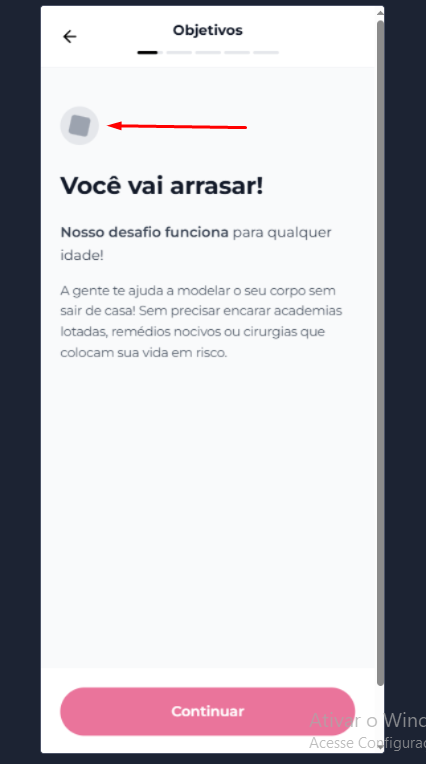 Objetivos
Você vai arrasar!
Nosso desafio funciona para qualquer
idade!
A gente te ajuda a modelar o seu corpo sem
sair de casa! Sem precisar encarar academias
lotadas, remédios nocivos ou cirurgias que
colocam sua vida em risco.
Continuar
Ativar o Wind
Acesse Configuraç